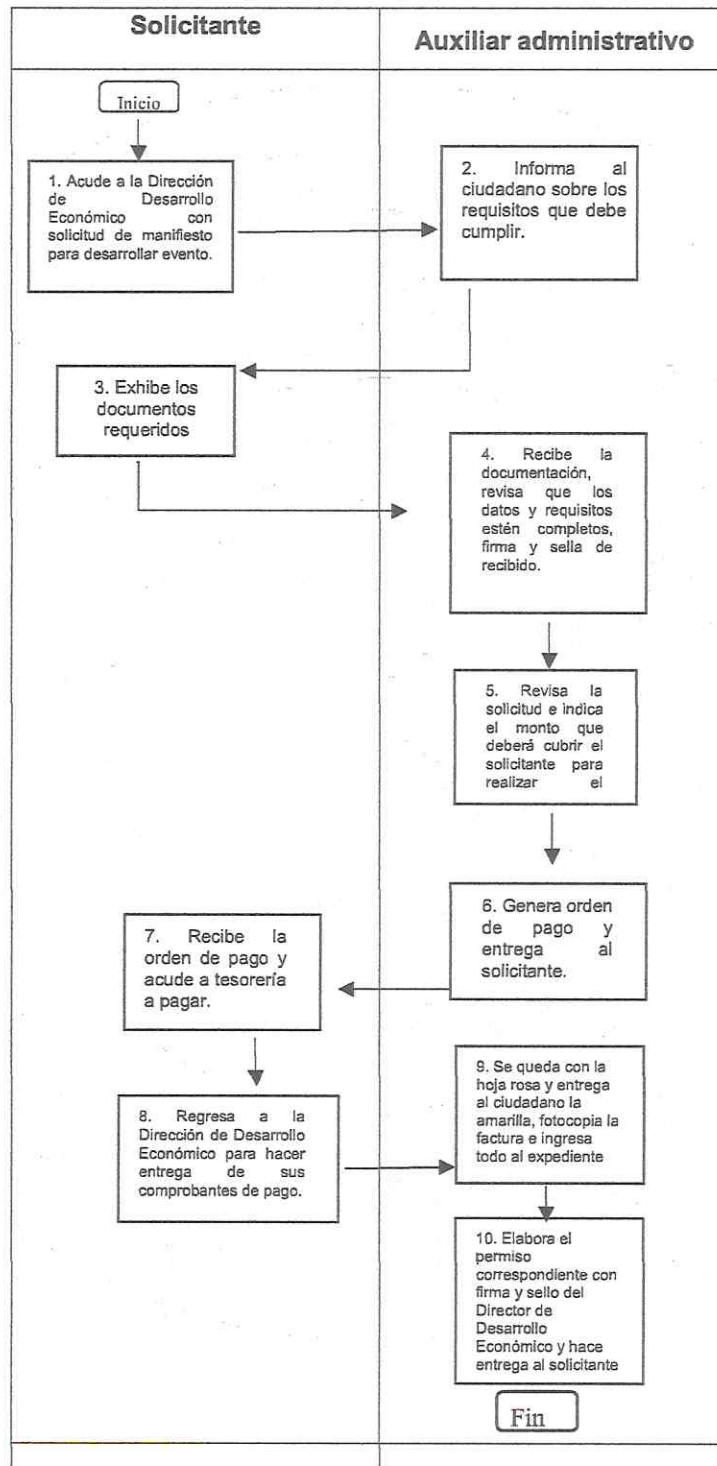 Solicitante
Auxiliar administrativo
Inicio
1. Acude a la Dirección
de Desarrollo
Económico con
solicitud de manifiesto
para desarrollar evento.
2. Informa al
ciudadano sobre los
requisitos que debe
cumplir.
3. Exhibe los
documentos
requeridos
4. Recibe la
documentación,
revisa que los
datos y requisitos
estén completos,
firma y sella de
recibido.
5. Revisa la
solicitud e indica
el monto que
deberá cubrir el
solicitante para
realizar el
6. Genera orden
de pago y
entrega al
solicitante.
7. Recibe la
orden de pago y
acude a tesorería
a pagar.
8. Regresa a la
Dirección de Desarrollo
Económico para hacer
entrega de sus
comprobantes de pago.
9. Se queda con la
hoja rosa y entrega
al ciudadano la
amarilla, fotocopia la
factura e ingresa
todo al expediente
10. Elabora el
permiso
correspondiente con
firma y sello del
Director de
Desarrollo
Económico y hace
entrega al solicitante
Fin